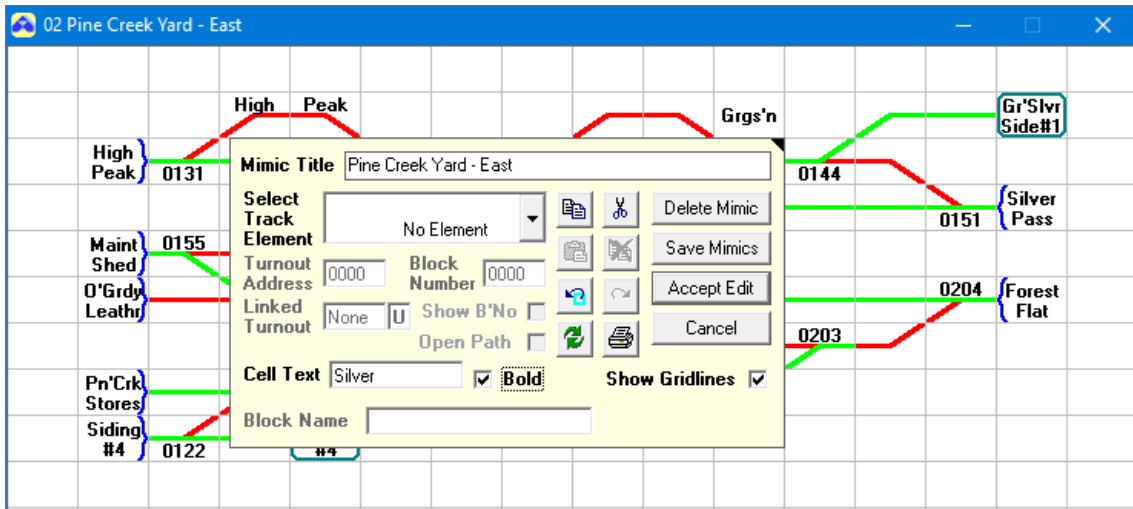 02 Pine Creek Yard - East
High Peak
Grgs'n
Gr'Slvr
Side#1
High
Peak
0131
0144
Silver
Pass
0151
Maint
Shed
0155
O'Grdy
Leathr
0204
Forest
Flat
0203
Pn'Crk
Stores
Siding
#4
0122
#4
Mimic Title Pine Creek Yard - East
Select
Track
Element
No Element
Delete Mimic
Save Mimics
Turnout
Address
0000
Block
Number
0000
Accept Edit
Linked
Turnout
None
U
Show B'No
Open Path
Cancel
Cell Text Silver
Bold
Show Gridlines
Block Name